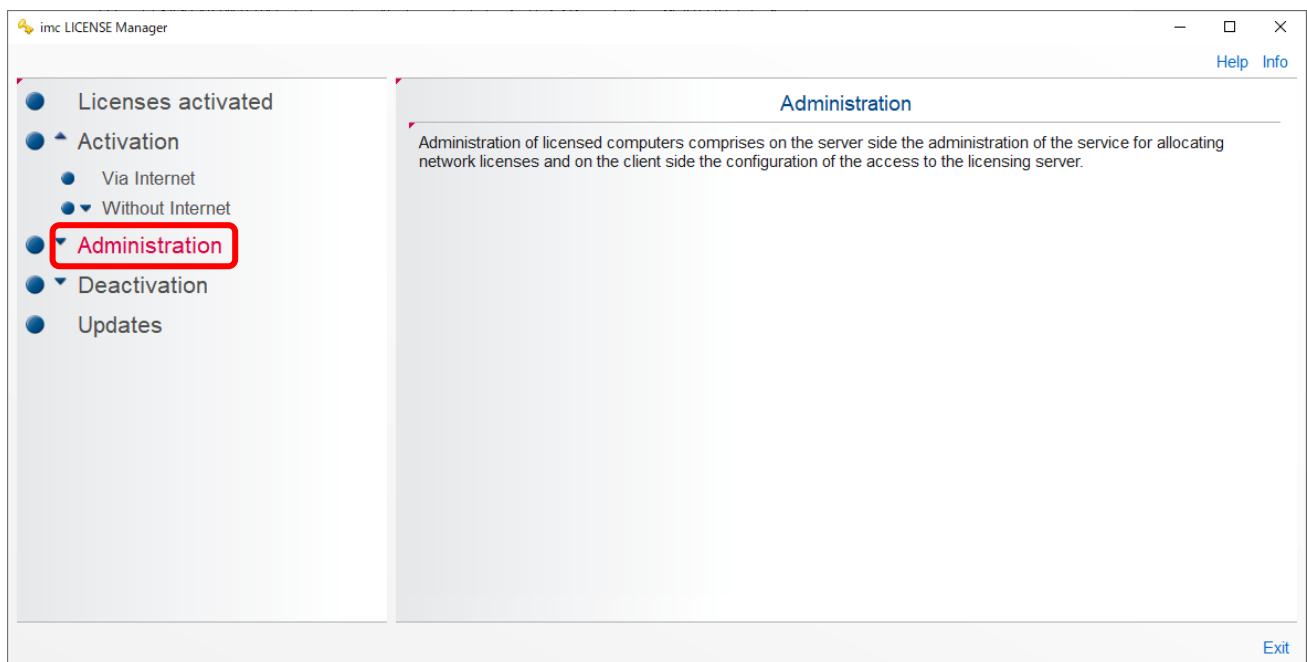 imc LICENSE Manager
Help Info
Licenses activated
Activation
Via Internet
Without Internet
Administration
Deactivation
Updates
Administration
Administration of licensed computers comprises on the server side the administration of the service for allocating
network licenses and on the client side the configuration of the access to the licensing server.
Exit